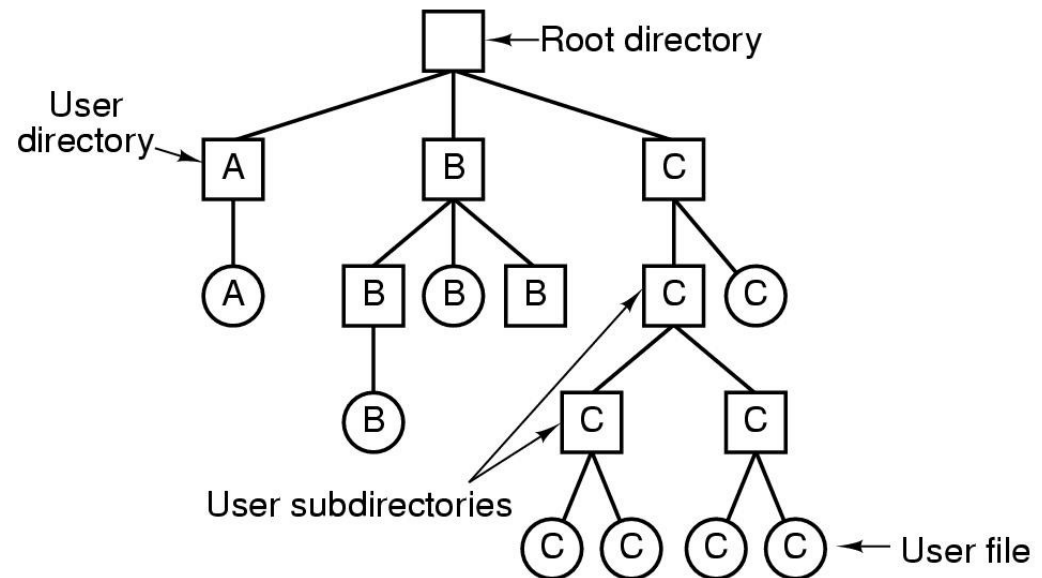 Root directory
User
directory
A B C
A B B B C C
B C C
User subdirectories
C C C C
User file